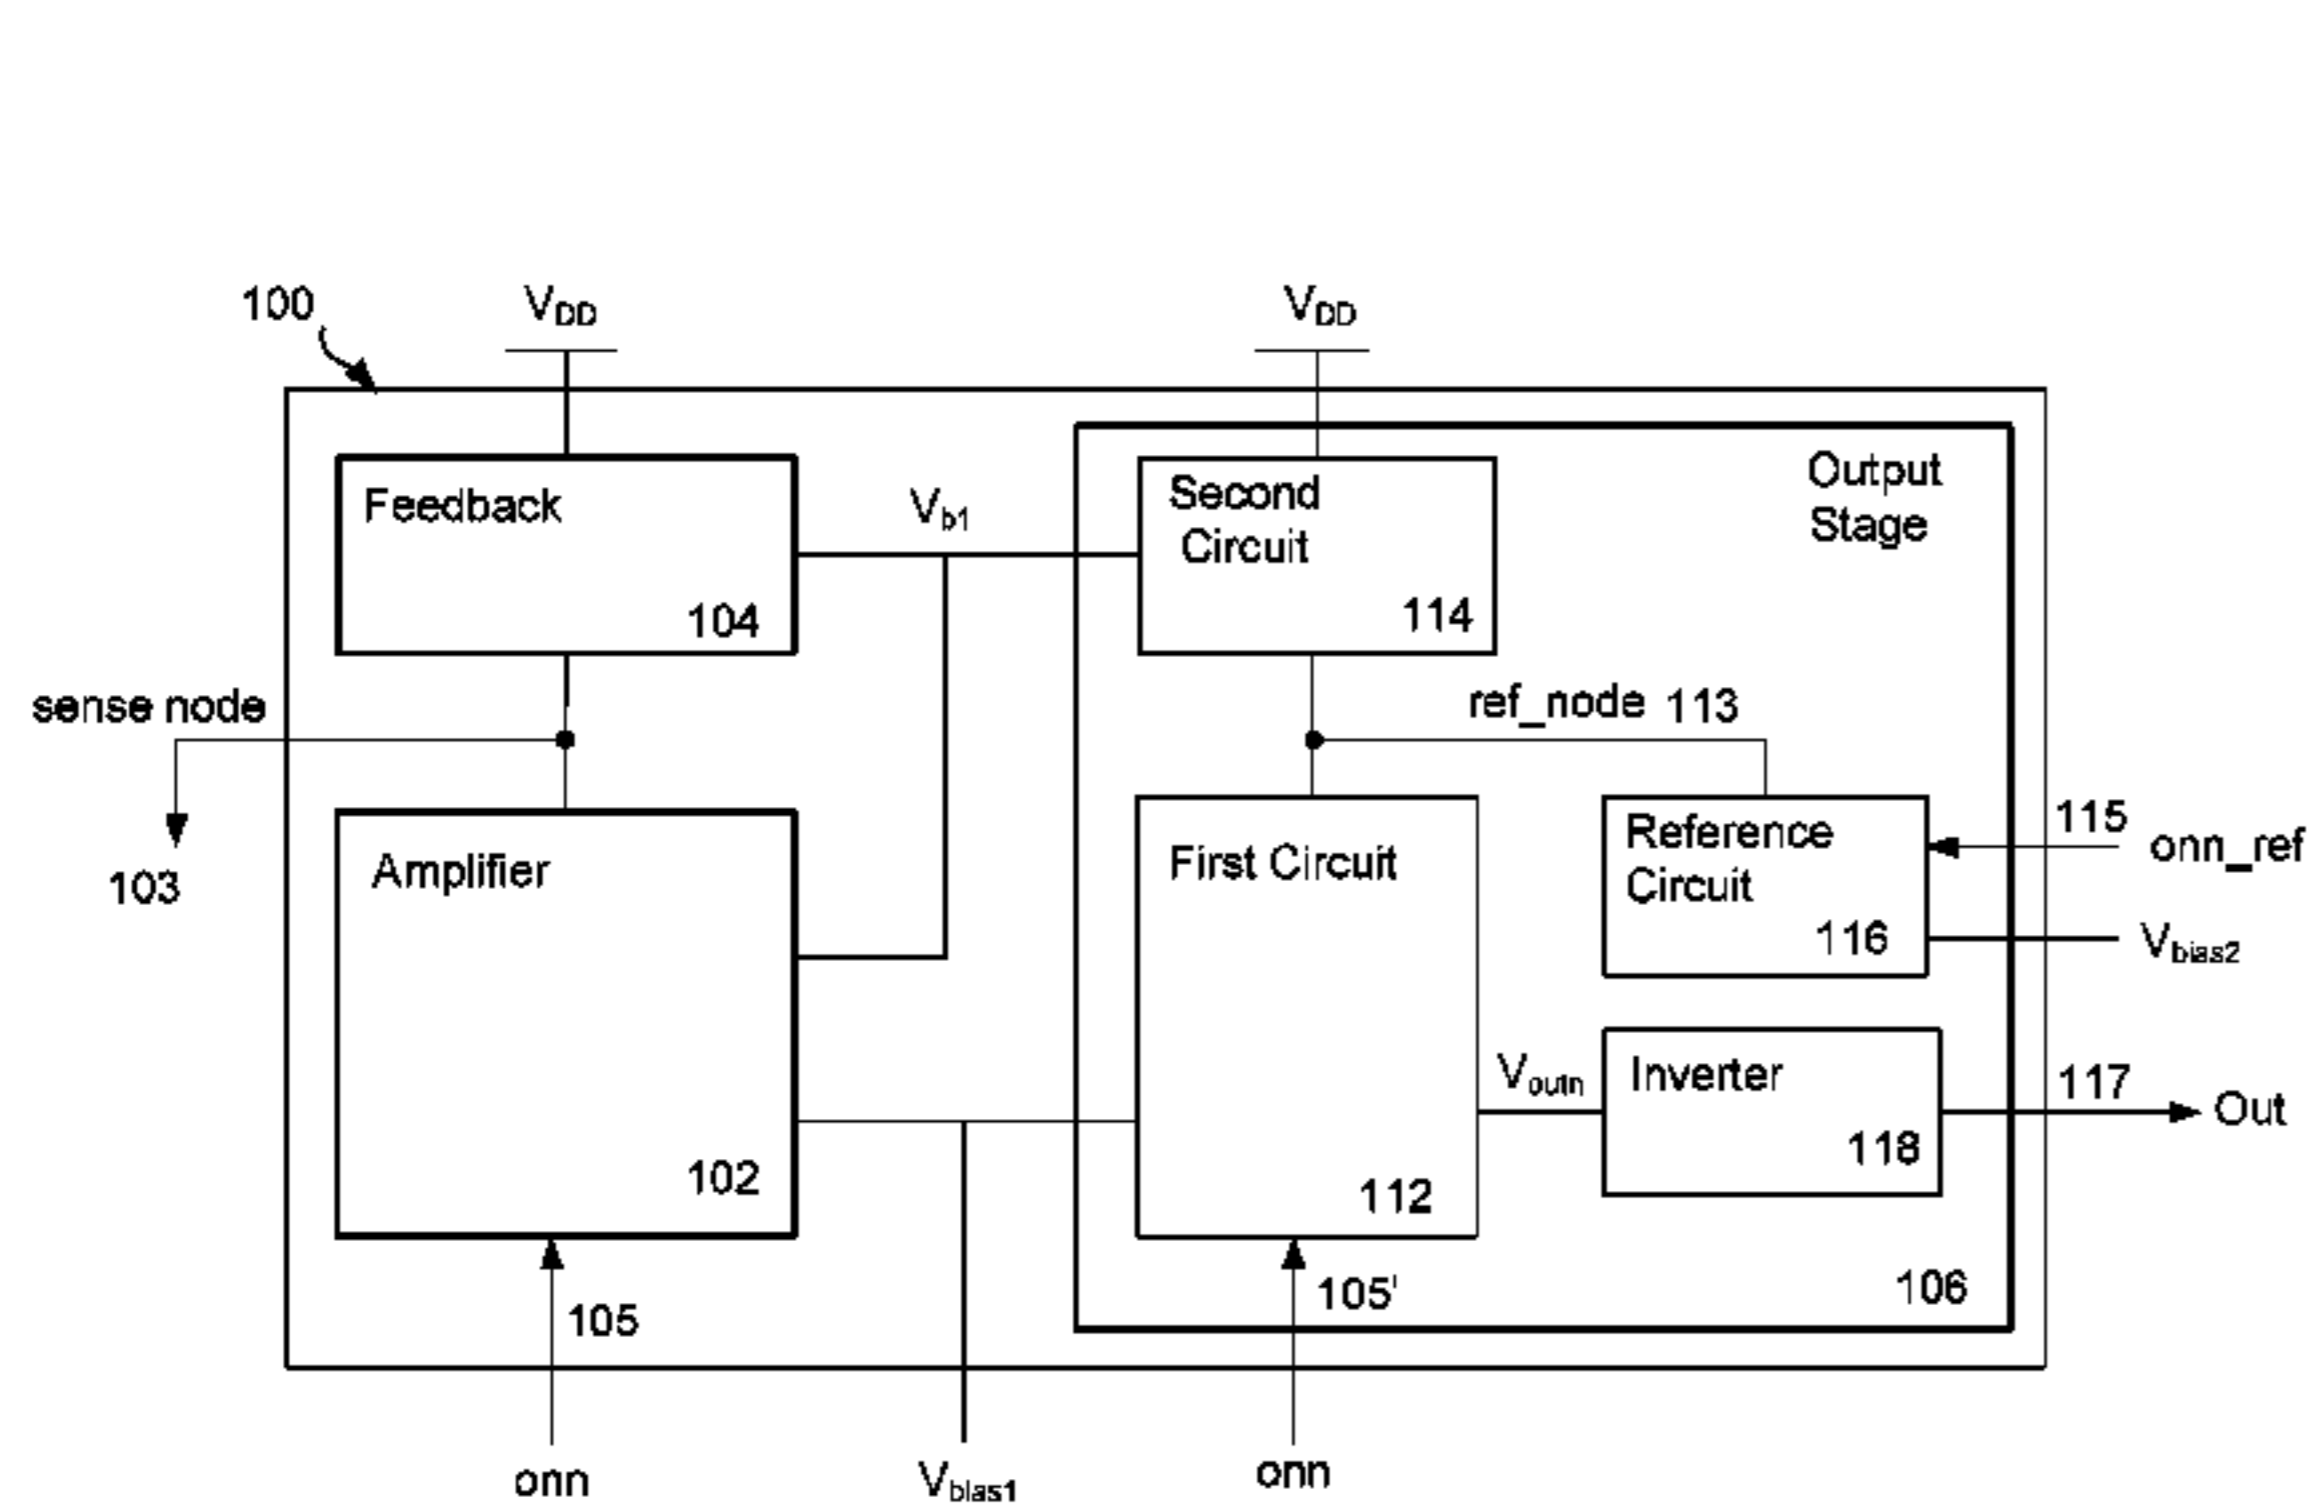 100
VDD
VDD
Output
Stage
Feedback
104
Vb1
Second
Circuit
114
sense node
103
ref_node 113
Amplifier
102
First Circuit
112
Reference
Circuit
116
115
onn_ref
Vbias2
Voutn
Inverter
118
117
Out
106
105
105'
onn
Vbias1
onn